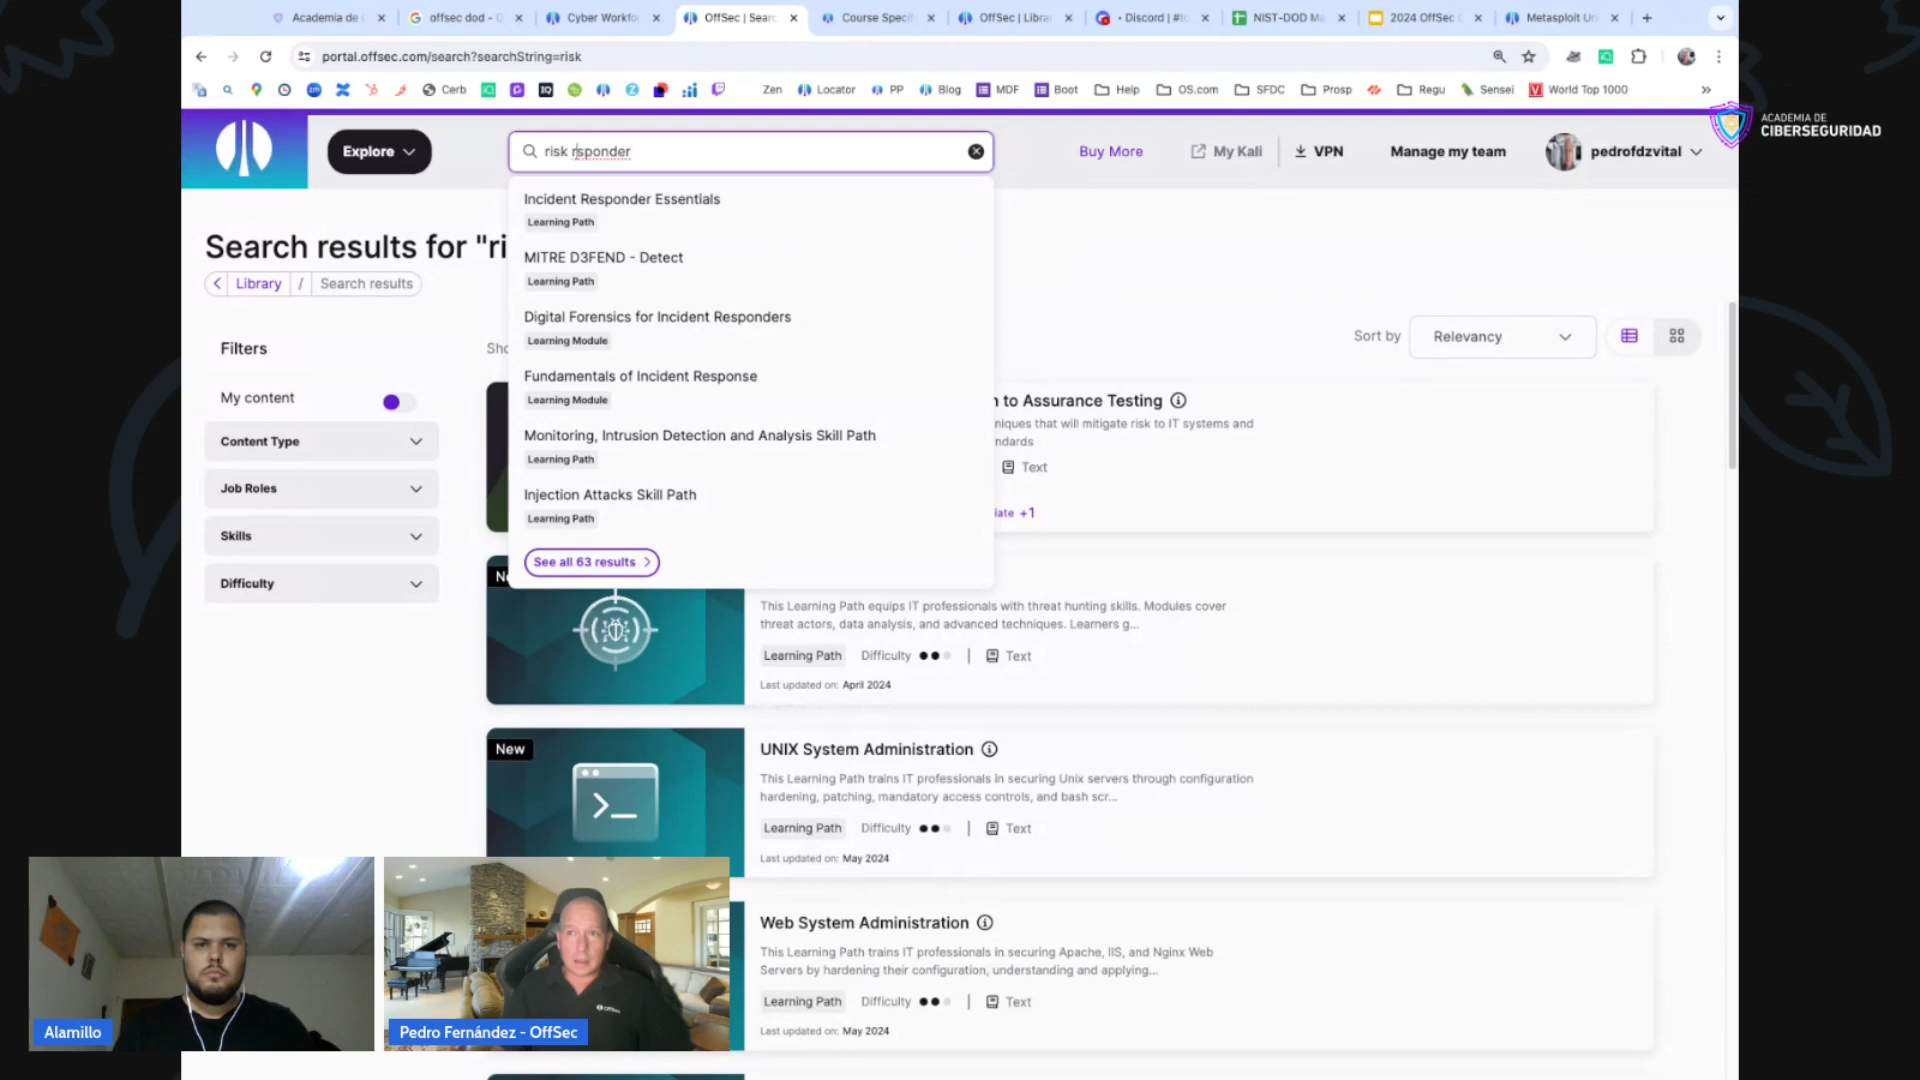 Academia de C
offsec dod - G
Cyber Workfo
OffSec | Searc
Course Specif
OffSec | Librar
• Discord | #to
NIST-DOD Ma
2024 OffSec C
Metasploit Un
portal.offsec.com/search?searchString=risk
Cerb
Zen
Locator
PP
Blog
MDF
Boot
Help
OS.com
SFDC
Prosp
Regu
Sensei
World Top 1000
ACADEMIA DE
CIBERSEGURIDAD
Explore
risk rsponder
Buy More
My Kali
VPN
Manage my team
pedrofdzvital
Incident Responder Essentials
Learning Path
MITRE D3FEND - Detect
Learning Path
Digital Forensics for Incident Responders
Learning Module
Fundamentals of Incident Response
Learning Module
Monitoring, Intrusion Detection and Analysis Skill Path
Learning Path
Injection Attacks Skill Path
Learning Path
See all 63 results
Search results for "ri
Library / Search results
Filters
My content
Content Type
Job Roles
Skills
Difficulty
Sho
Sort by
Relevancy
n to Assurance Testing
niques that will mitigate risk to IT systems and
ndards
Text
iate +1
Ne
This Learning Path equips IT professionals with threat hunting skills. Modules cover
threat actors, data analysis, and advanced techniques. Learners g...
Learning Path Difficulty | Text
Last updated on: April 2024
New
UNIX System Administration
This Learning Path trains IT professionals in securing Unix servers through configuration
hardening, patching, mandatory access controls, and bash scr...
Learning Path Difficulty | Text
Last updated on: May 2024
Web System Administration
This Learning Path trains IT professionals in securing Apache, IIS, and Nginx Web
Servers by hardening their configuration, understanding and applying...
Learning Path Difficulty | Text
Last updated on: May 2024
Alamillo
Pedro Fernández - OffSec